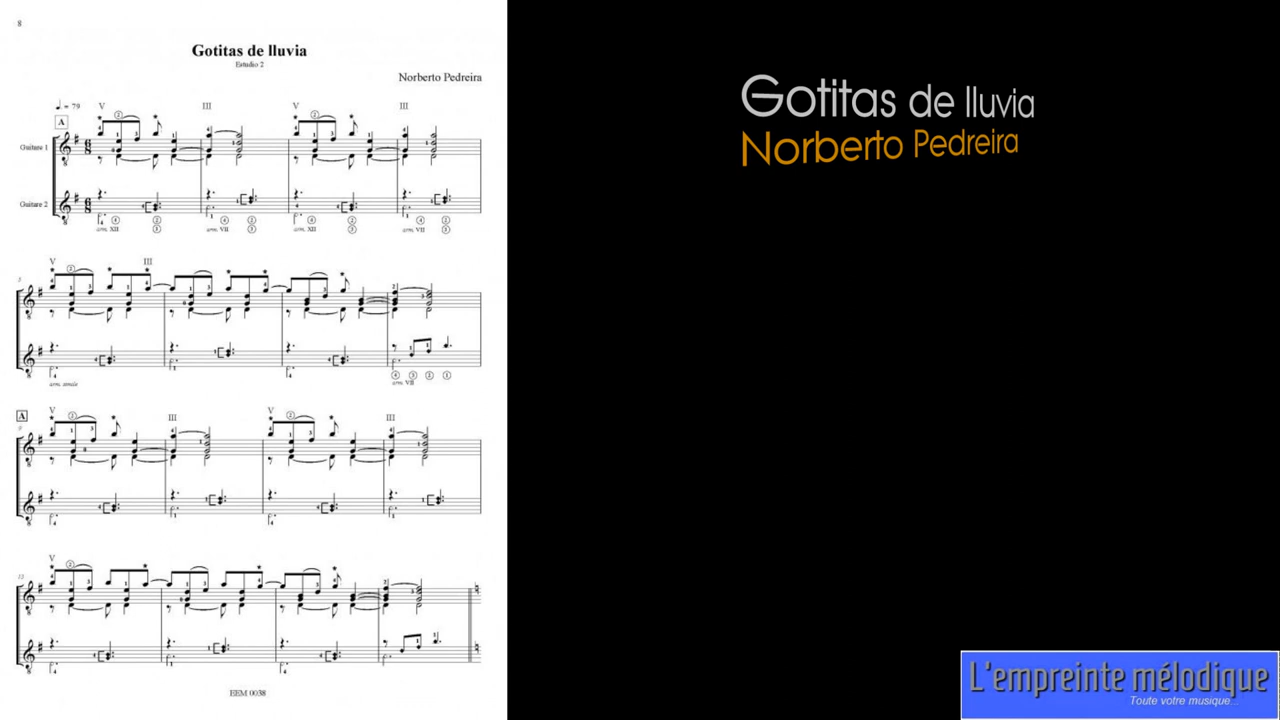 8
Gotitas de lluvia
Estudio 2
Norberto Pedreira
♩. = 79
V III V III
A
Guitare 1
Guitare 2
arm. XII arm. VII arm. XII arm. VII
V III
arm. simile
arm. VII
A
V III V III
V
12
EEM 0038
Gotitas de lluvia
Norberto Pedreira
L'empreinte mélodique
Toute votre musique...